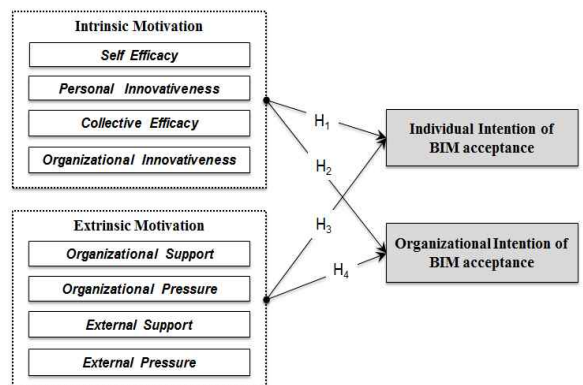 Intrinsic Motivation
Self Efficacy
Personal Innovativeness
Collective Efficacy
Organizational Innovativeness
Extrinsic Motivation
Organizational Support
Organizational Pressure
External Support
External Pressure
H1
H2
H3
H4
Individual Intention of
BIM acceptance
Organizational Intention of
BIM acceptance